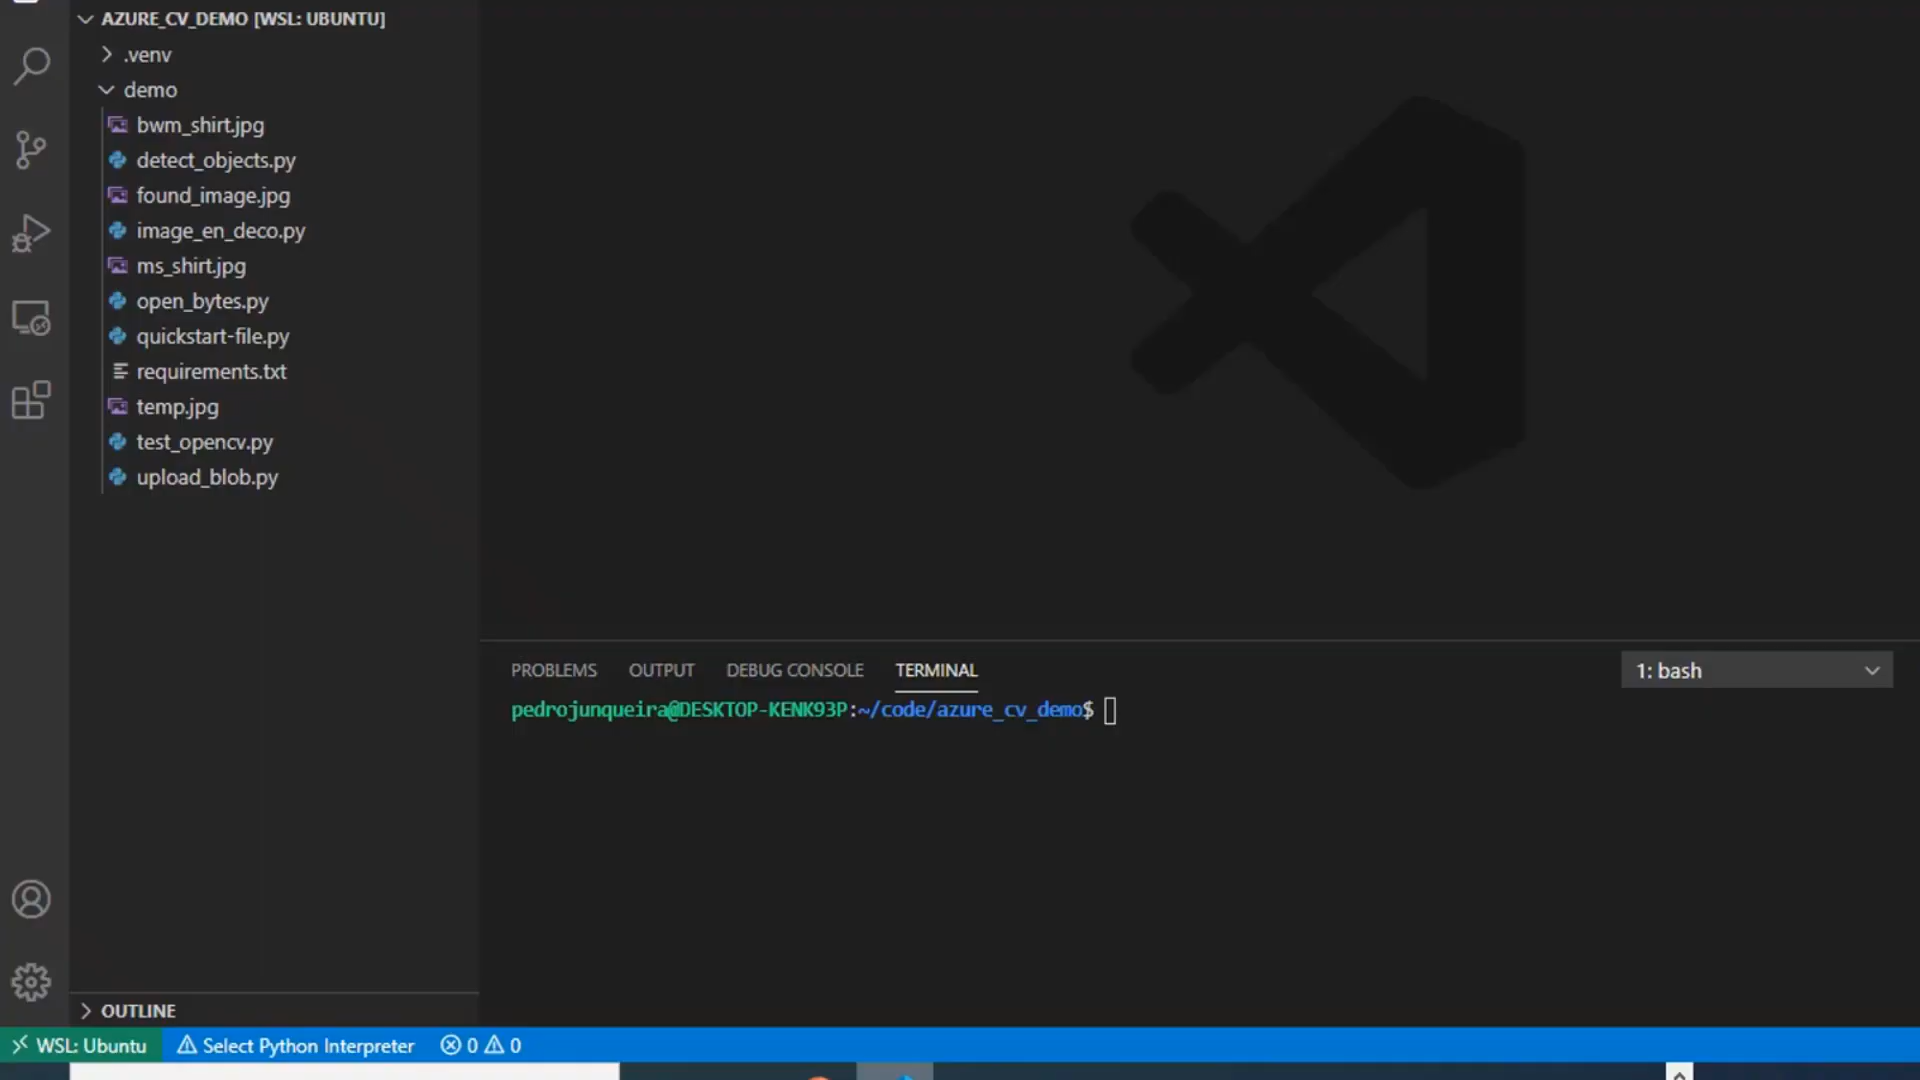 AZURE_CV_DEMO [WSL: UBUNTU]
.venv
demo
bwm_shirt.jpg
detect_objects.py
found_image.jpg
image_en_deco.py
ms_shirt.jpg
open_bytes.py
quickstart-file.py
requirements.txt
temp.jpg
test_opencv.py
upload_blob.py
PROBLEMS OUTPUT DEBUG CONSOLE TERMINAL 1: bash
pedrojunqueira@DESKTOP-KENK93P:~/code/azure_cv_demo$
OUTLINE
WSL: Ubuntu Select Python Interpreter 0 0